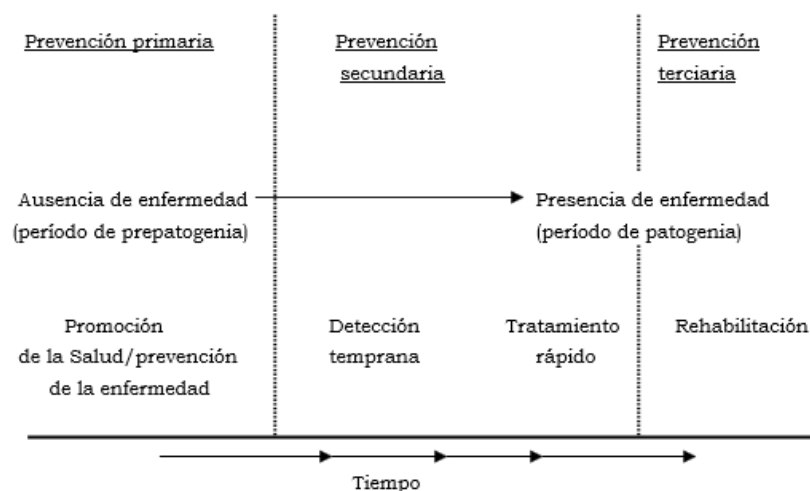 Prevención primaria
Prevención
secundaria
Prevención
terciaria
Ausencia de enfermedad
(período de prepatogenia)
Presencia de enfermedad
(período de patogenia)
Promoción
de la Salud/prevención
de la enfermedad
Detección
temprana
Tratamiento
rápido
Rehabilitación
Tiempo